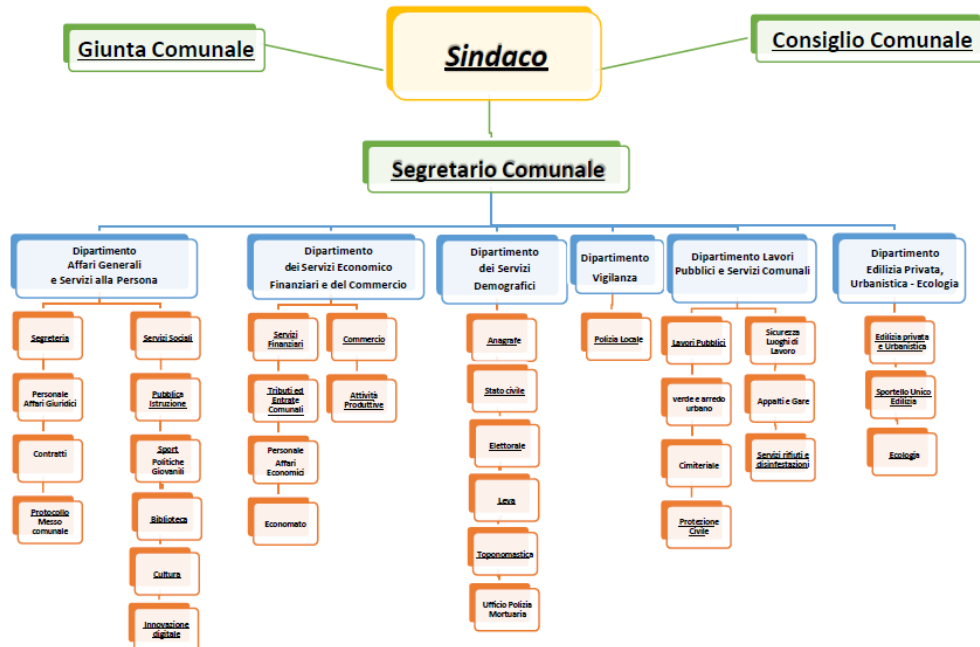 Giunta Comunale
Sindaco
Consiglio Comunale
Segretario Comunale
Dipartimento
Affari Generali
e Servizi alla Persona
Segreteria
Personale
Affari Giuridici
Contratti
Protocollo
Messo
comunale
Servizi Sociali
Pubblica
Istruzione
Sport
Politiche
Giovanili
Biblioteca
Cultura
Innovazione
digitale
Dipartimento
dei Servizi Economico
Finanziari e del Commercio
Servizi
Finanziari
Tributi ed
Entrate
Comunali
Personale
Affari
Economici
Economato
Commercio
Attività
Produttive
Dipartimento
dei Servizi
Demografici
Anagrafe
Stato civile
Elettorale
Leva
Toponomastica
Ufficio Polizia
Mortuaria
Dipartimento
Vigilanza
Polizia Locale
Dipartimento Lavori
Pubblici e Servizi Comunali
Lavori Pubblici
verde e arredo
urbano
Cimiteriale
Protezione
Civile
Sicurezza
Luoghi di
Lavoro
Appalti e Gare
Servizi rifiuti e
disinfestazioni
Dipartimento
Edilizia Privata,
Urbanistica - Ecologia
Edilizia privata
e Urbanistica
Sportello Unico
Edilizia
Ecologia